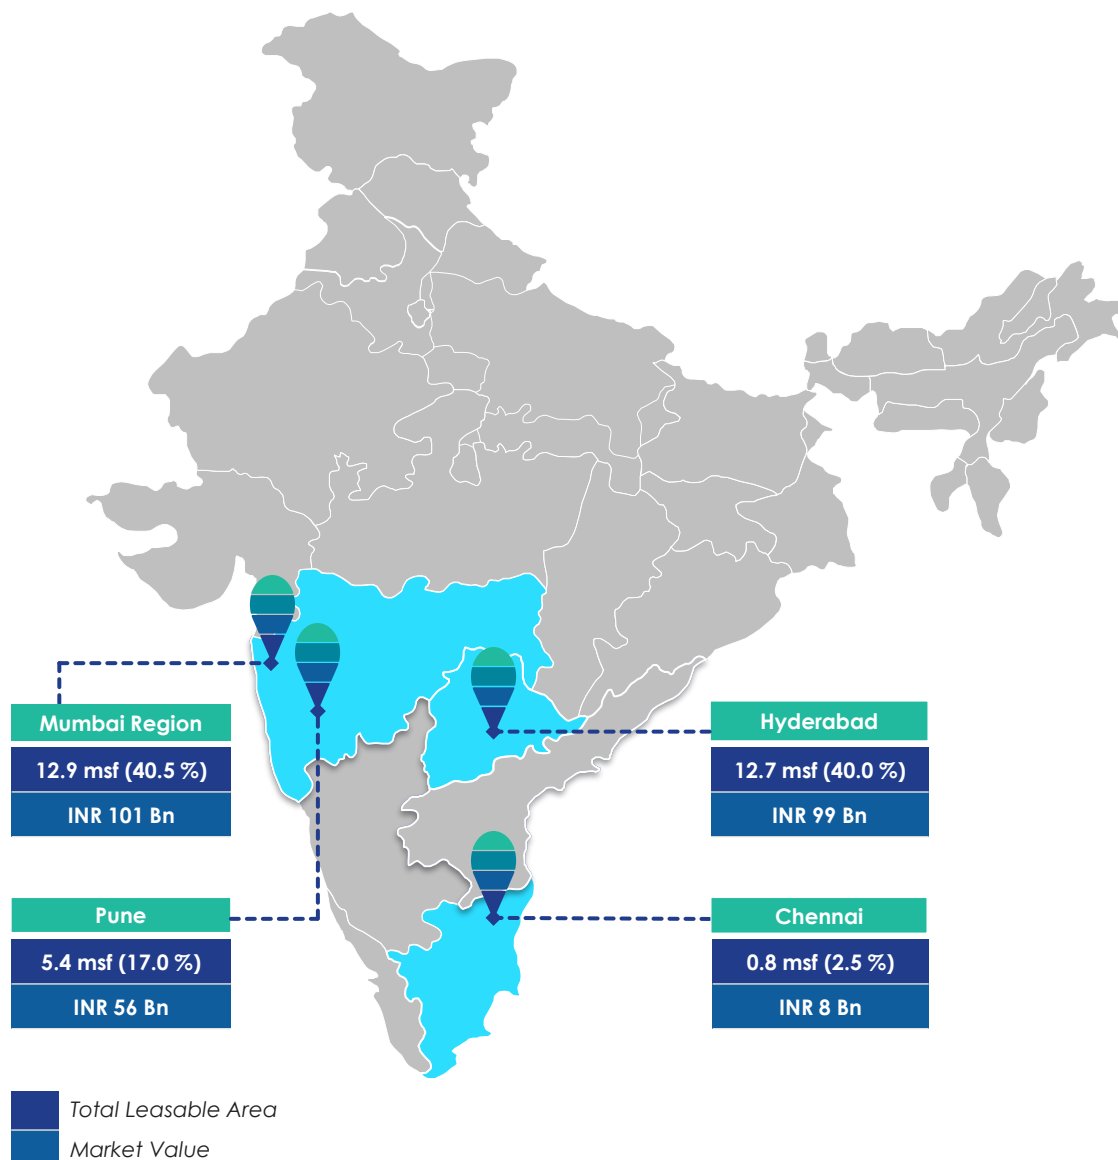 Mumbai Region
12.9 msf (40.5 %)
INR 101 Bn
Hyderabad
12.7 msf (40.0 %)
INR 99 Bn
Pune
5.4 msf (17.0 %)
INR 56 Bn
Chennai
0.8 msf (2.5 %)
INR 8 Bn
Total Leasable Area
Market Value